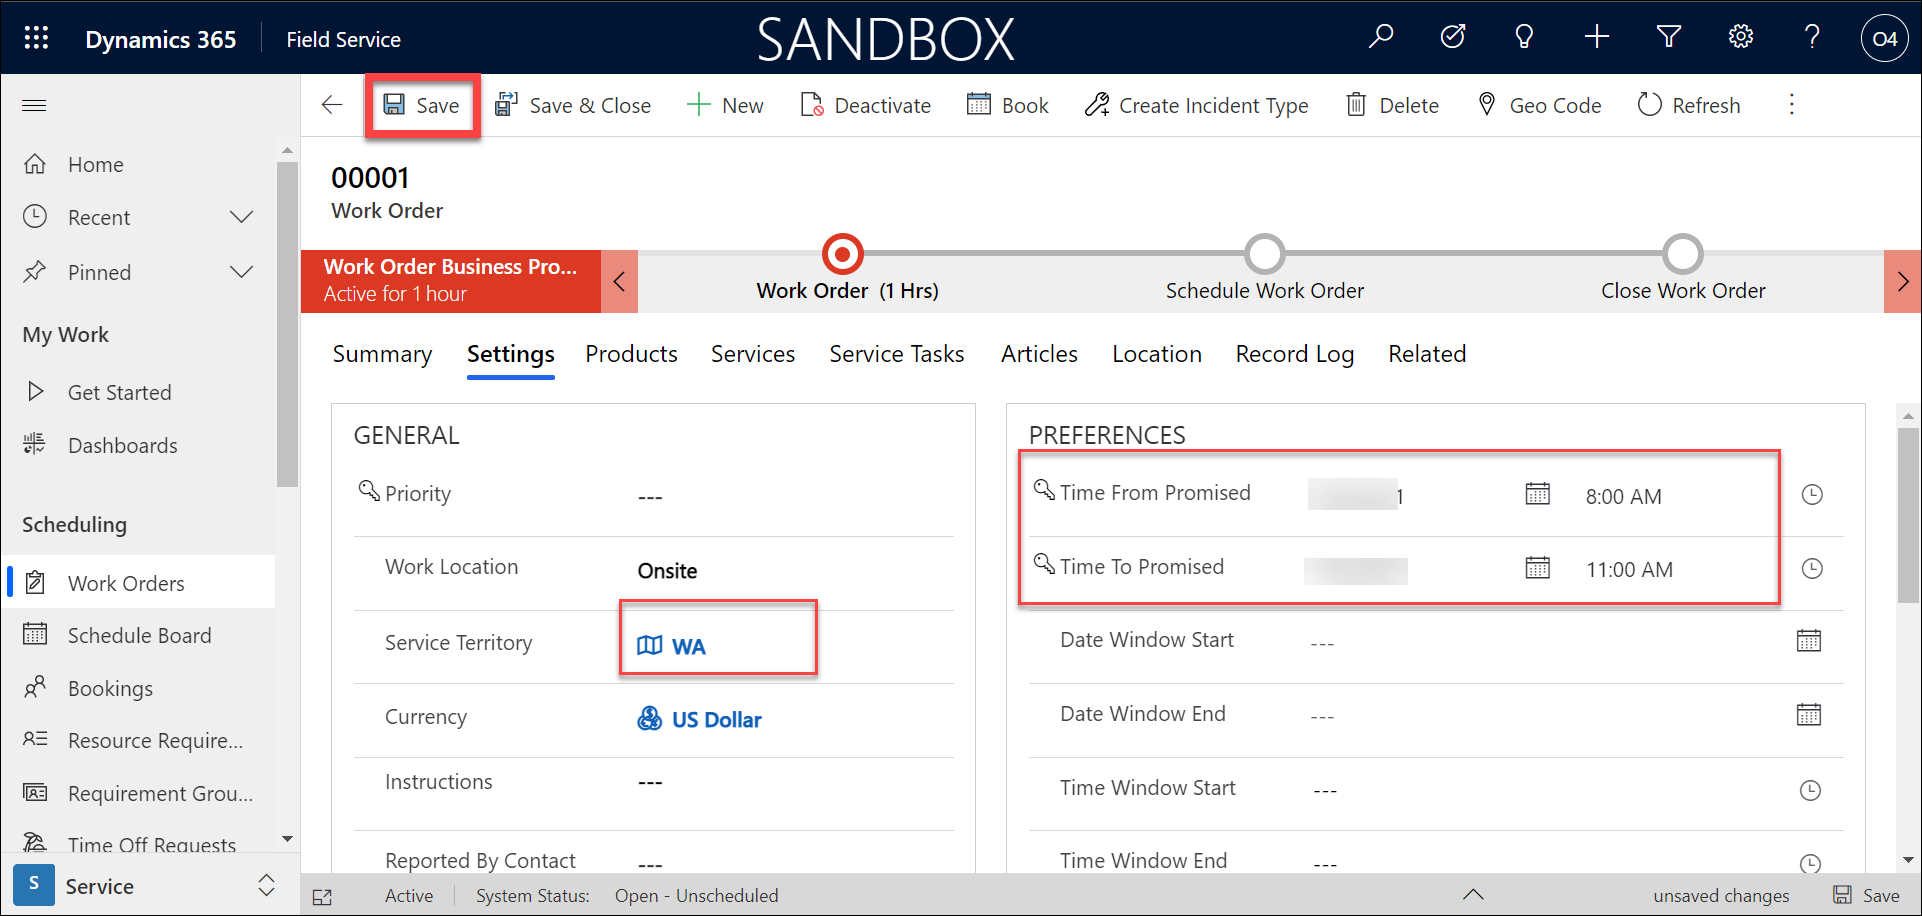 Dynamics 365 Field Service SANDBOX O4
Save Save & Close New Deactivate Book Create Incident Type Delete Geo Code Refresh
Home
Recent
Pinned
My Work
Get Started
Dashboards
Scheduling
Work Orders
Schedule Board
Bookings
Resource Require...
Requirement Grou...
Time Off Requests
S Service
00001
Work Order
Work Order Business Pro...
Active for 1 hour
Work Order (1 Hrs)
Schedule Work Order
Close Work Order
Summary Settings Products Services Service Tasks Articles Location Record Log Related
GENERAL
Priority ---
Work Location Onsite
Service Territory WA
Currency US Dollar
Instructions ---
Reported By Contact ---
PREFERENCES
Time From Promised 1 8:00 AM
Time To Promised 11:00 AM
Date Window Start ---
Date Window End ---
Time Window Start ---
Time Window End ---
Active System Status: Open - Unscheduled unsaved changes Save